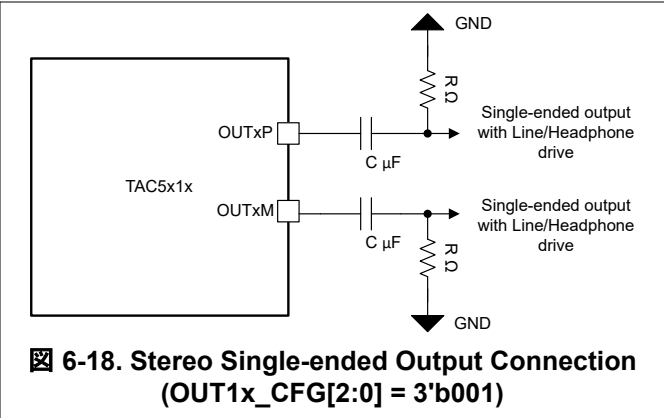 GND
R Ω
OUTxP
C µF
Single-ended output
with Line/Headphone
drive
TAC5x1x
OUTxM
C µF
Single-ended output
with Line/Headphone
drive
R Ω
GND
図 6-18. Stereo Single-ended Output Connection
(OUT1x_CFG[2:0] = 3'b001)